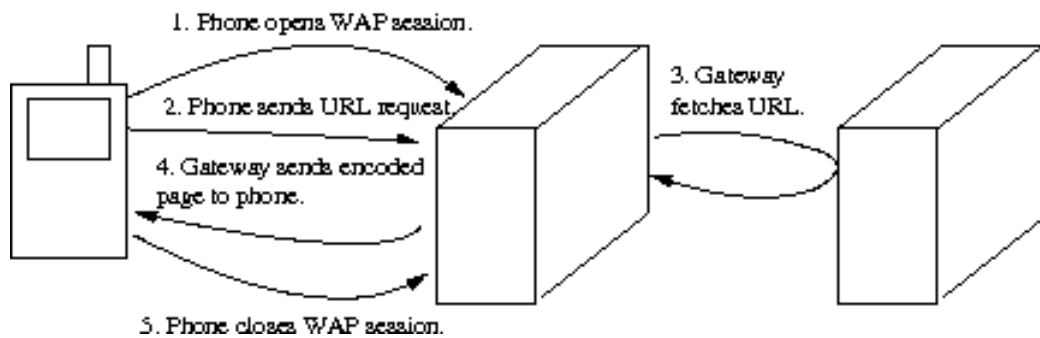 1. Phone opens WAP session.
2. Phone sends URL request.
3. Gateway
fetches URL.
4. Gateway sends encoded
page to phone.
5. Phone closes WAP session.